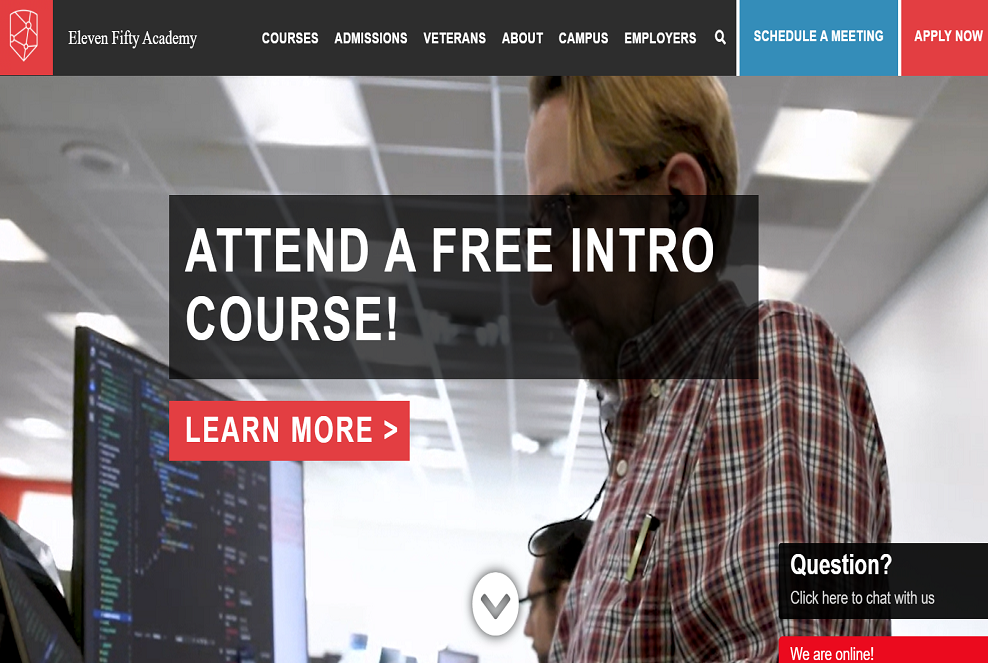 Eleven Fifty Academy
COURSES
ADMISSIONS
VETERANS
ABOUT
CAMPUS
EMPLOYERS
SCHEDULE A MEETING
APPLY NOW
ATTEND A FREE INTRO
COURSE!
LEARN MORE >
Question?
Click here to chat with us
We are online!